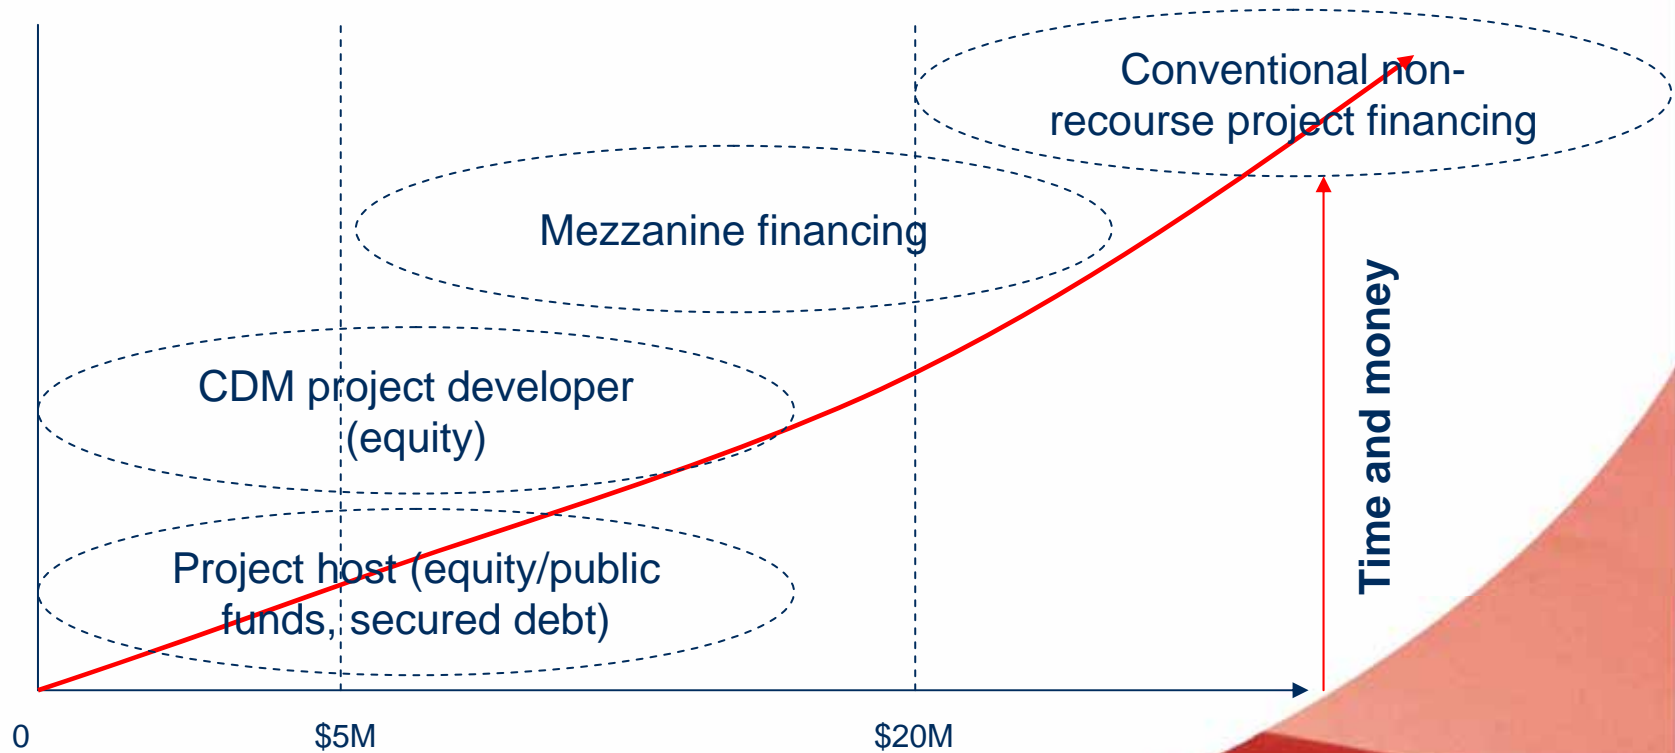 Conventional non-
recourse project financing
Mezzanine financing
CDM project developer
(equity)
Project host (equity/public
funds, secured debt)
Time and money
0
$5M
$20M